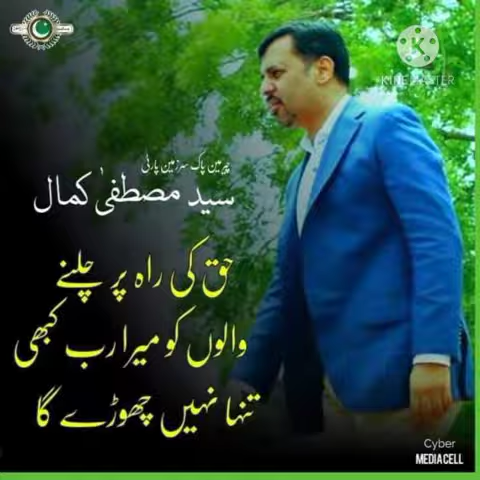 KINEMASTER
چیرمین پاک سرزمین پارٹی
سید مصطفیٰ کمال
حق کی راہ پر چلنے
والوں کو میرا رب کبھی
تنہا نہیں چھوڑے گا
Cyber
MEDIACELL